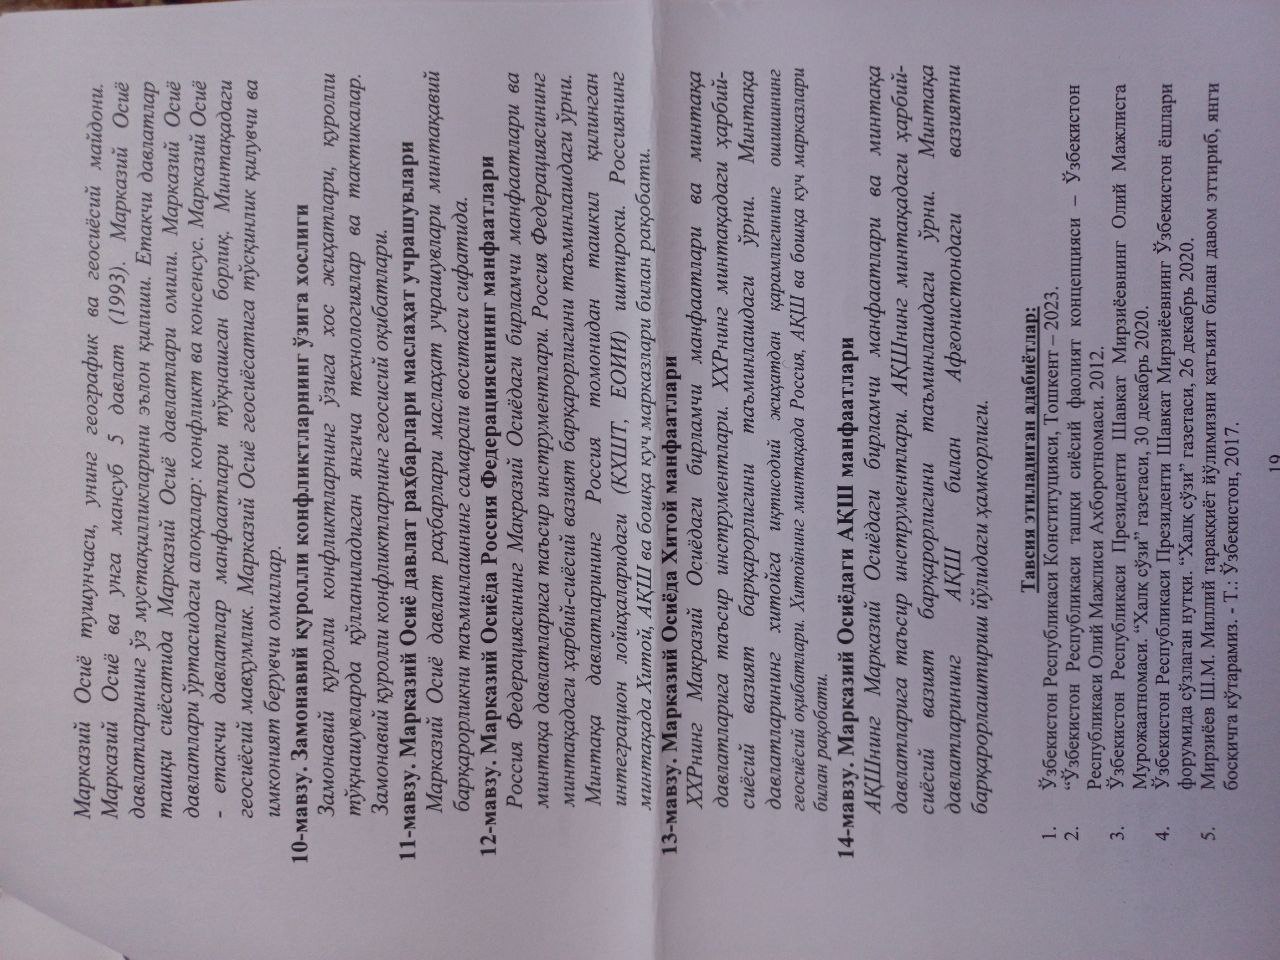 Марказий Осиё тушунчаси, унинг географик ва геосиёсий майдони.
Марказий Осиё ва унга мансуб 5 давлат (1993). Марказий Осиё
давлатларининг ўз мустақилликларини эълон қилиши. Етакчи давлатлар
ташқи сиёсатида Марказий Осиё давлатлари омили. Марказий Осиё
давлатлари ўртасидаги алоқалар: конфликт ва консенсус. Марказий Осиё
- етакчи давлатлар манфаатлари тўқнашган борлиқ. Минтақадаги
геосиёсий мавҳумлик. Марказий Осиё геосиёсатига тўсқинлик қилувчи ва
имконият берувчи омиллар.
10-мавзу. Замонавий қуролли конфликтларнинг ўзига хослиги
Замонавий қуролли конфликтларнинг ўзига хос жиҳатлари, қуролли
тўқнашувларда қўлланиладиган янгича технологиялар ва тактикалар.
Замонавий қуролли конфликтларнинг геосисий оқибатлари.
11-мавзу. Марказий Осиё давлат раҳбарлари маслаҳат учрашувлари
Марказий Осиё давлат раҳбарлари маслаҳат учрашувлари минтақавий
барқарорликни таъминлашнинг самарали воситаси сифатида.
12-мавзу. Марказий Осиёда Россия Федерациясининг манфаатлари
Россия Федерациясининг Макразий Осиёдаги бирламчи манфаатлари ва
минтақа давлатларига таъсир инструментлари. Россия Федерациясининг
минтақадаги ҳарбий-сиёсий вазият барқарорлигини таъминлашдаги ўрни.
Минтақа давлатларининг Россия томонидан ташкил қилинган
интеграцион лойиҳаларидаги (КХШТ, ЕОИИ) иштироки. Россиянинг
минтақада Хитой, АҚШ ва бошқа куч марказлари билан рақобати.
13-мавзу. Марказий Осиёда Хитой манфаатлари
ХХРнинг Макразий Осиёдаги бирламчи манфаатлари ва минтақа
давлатларига таъсир инструментлари. ХХРнинг минтақадаги ҳарбий-
сиёсий вазият барқарорлигини таъминлашдаги ўрни. Минтақа
давлатларининг хитойга иқтисодий жиҳатдан қарамлигининг ошишининг
геосиёсий оқибатлари. Хитойнинг минтақада Россия, АҚШ ва бошқа куч марказлари
билан рақобати.
14-мавзу. Марказий Осиёдаги АҚШ манфаатлари
АҚШнинг Марказий Осиёдаги бирламчи манфаатлари ва минтақа
давлатларига таъсир инструментлари. АҚШнинг минтақадаги ҳарбий-
сиёсий вазият барқарорлигини таъминлашдаги ўрни. Минтақа
давлатларининг АҚШ билан Афғонистондаги вазиятни
барқарорлаштириш йўлидаги ҳамкорлиги.
Тавсия этиладиган адабиётлар:
1. Ўзбекистон Республикаси Конституцияси, Тошкент – 2023.
2. “Ўзбекистон Республикаси ташқи сиёсий фаолият концепцияси – Ўзбекистон
Республикаси Олий Мажлиси Ахборотномаси. 2012.
3. Ўзбекистон Республикаси Президенти Шавкат Мирзиёевнинг Олий Мажлиста
Мурожаатномаси. “Халқ сўзи” газетаси, 30 декабрь 2020.
4. Ўзбекистон Республикаси Президенти Шавкат Мирзиёевнинг Ўзбекистон ёшлари
форумида сўзлаган нутқи. “Халқ сўзи” газетаси, 26 декабрь 2020.
5. Мирзиёев Ш.М. Миллий тараққиёт йўлимизни қатъият билан давом эттириб, янги
босқичга кўтарамиз. - Т.: Ўзбекистон, 2017.
19